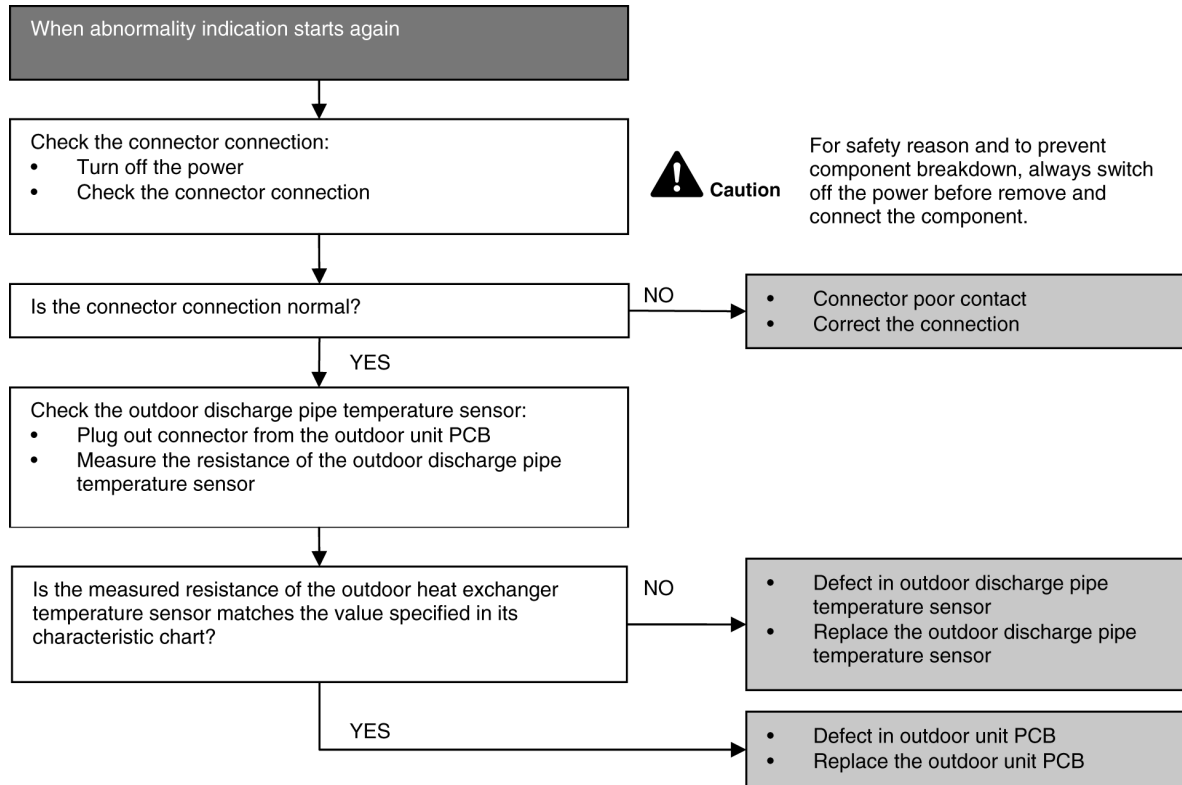 When abnormality indication starts again
Check the connector connection:
• Turn off the power
• Check the connector connection
Caution
For safety reason and to prevent
component breakdown, always switch
off the power before remove and
connect the component.
Is the connector connection normal?
NO
• Connector poor contact
• Correct the connection
YES
Check the outdoor discharge pipe temperature sensor:
• Plug out connector from the outdoor unit PCB
• Measure the resistance of the outdoor discharge pipe
temperature sensor
Is the measured resistance of the outdoor heat exchanger
temperature sensor matches the value specified in its
characteristic chart?
NO
• Defect in outdoor discharge pipe
temperature sensor
• Replace the outdoor discharge pipe
temperature sensor
YES
• Defect in outdoor unit PCB
• Replace the outdoor unit PCB